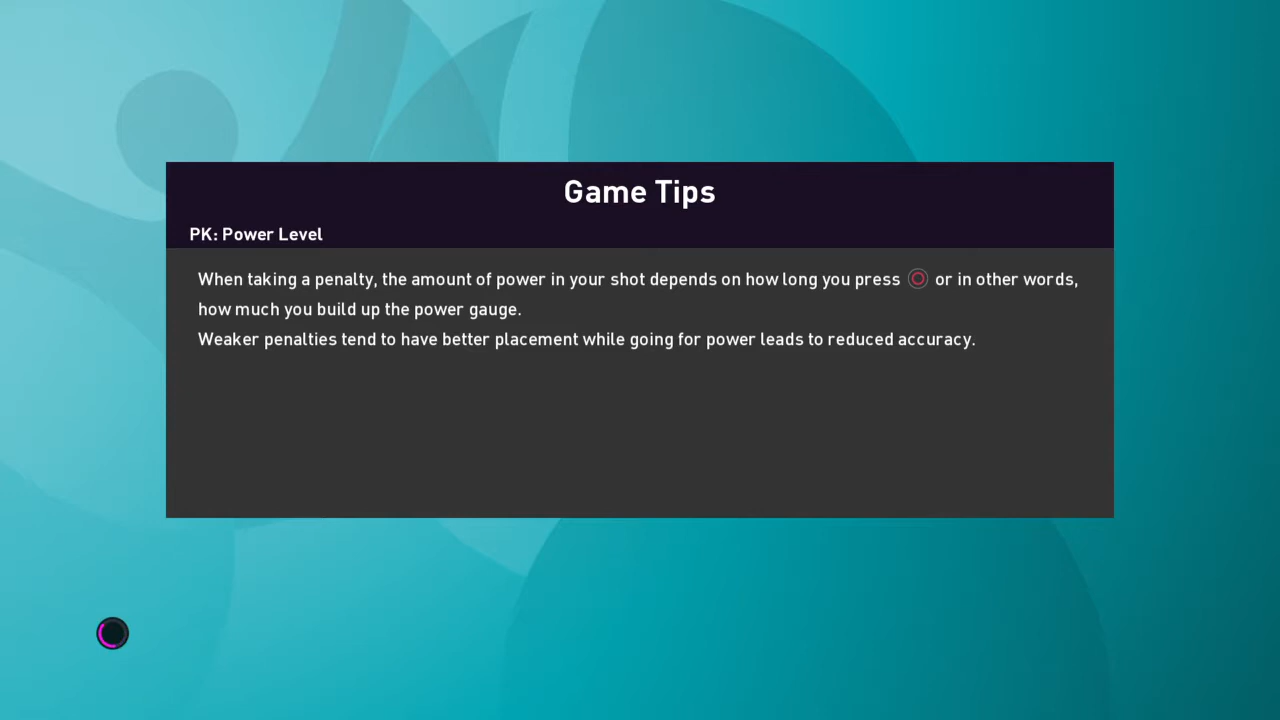 Game Tips
PK: Power Level
When taking a penalty, the amount of power in your shot depends on how long you press or in other words,
how much you build up the power gauge.
Weaker penalties tend to have better placement while going for power leads to reduced accuracy.